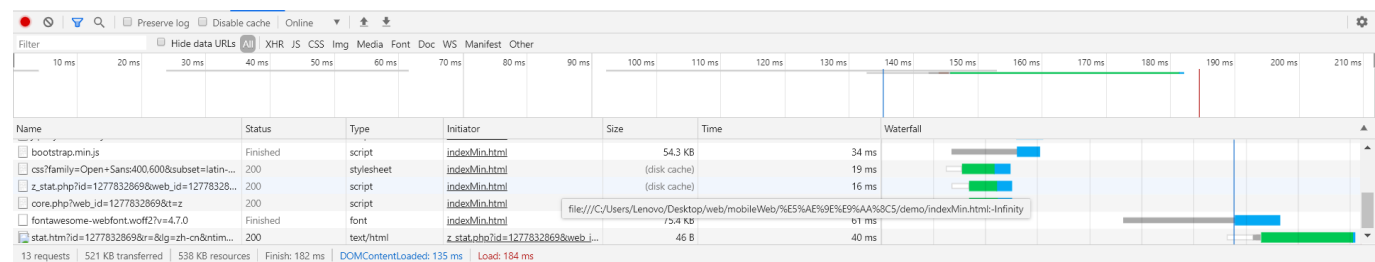 Preserve log Disable cache Online
Filter Hide data URLs All XHR JS CSS Img Media Font Doc WS Manifest Other
10 ms 20 ms 30 ms 40 ms 50 ms 60 ms 70 ms 80 ms 90 ms 100 ms 110 ms 120 ms 130 ms 140 ms 150 ms 160 ms 170 ms 180 ms 190 ms 200 ms 210 ms
Name Status Type Initiator Size Time Waterfall
bootstrap.min.js Finished script indexMin.html 54.3 KB 34 ms
css?family=Open+Sans:400,600&subset=latin-... 200 stylesheet indexMin.html (disk cache) 19 ms
z_stat.php?id=1277832869&web_id=12778328... 200 script indexMin.html (disk cache) 16 ms
core.php?web_id=1277832869&t=z 200 script indexMin.html
file:///C:/Users/Lenovo/Desktop/web/mobileWeb/%E5%AE%9E%E9%AA%8C5/demo/indexMin.html:-Infinity
fontawesome-webfont.woff2?v=4.7.0 Finished font indexMin.html 75.4 KB 61 ms
stat.htm?id=1277832869&r=&lg=zh-cn&ntim... 200 text/html z_stat.php?id=1277832869&web_i... 46 B 40 ms
13 requests 521 KB transferred 538 KB resources Finish: 182 ms DOMContentLoaded: 135 ms Load: 184 ms